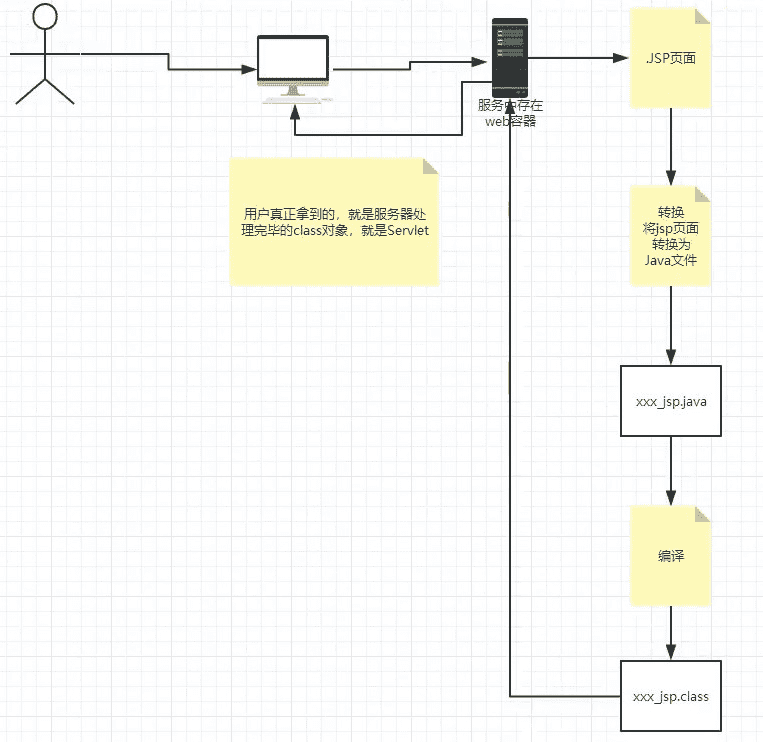 .JSP页面
服务中存在
web容器
用户真正拿到的，就是服务器处
理完毕的class对象，就是Servlet
转换
将jsp页面
转换为
Java文件
xxx_jsp.java
编译
xxx_jsp.class